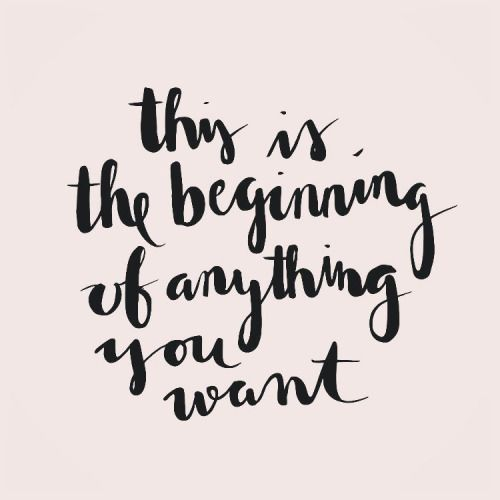 this is
the beginning
of anything
you
want